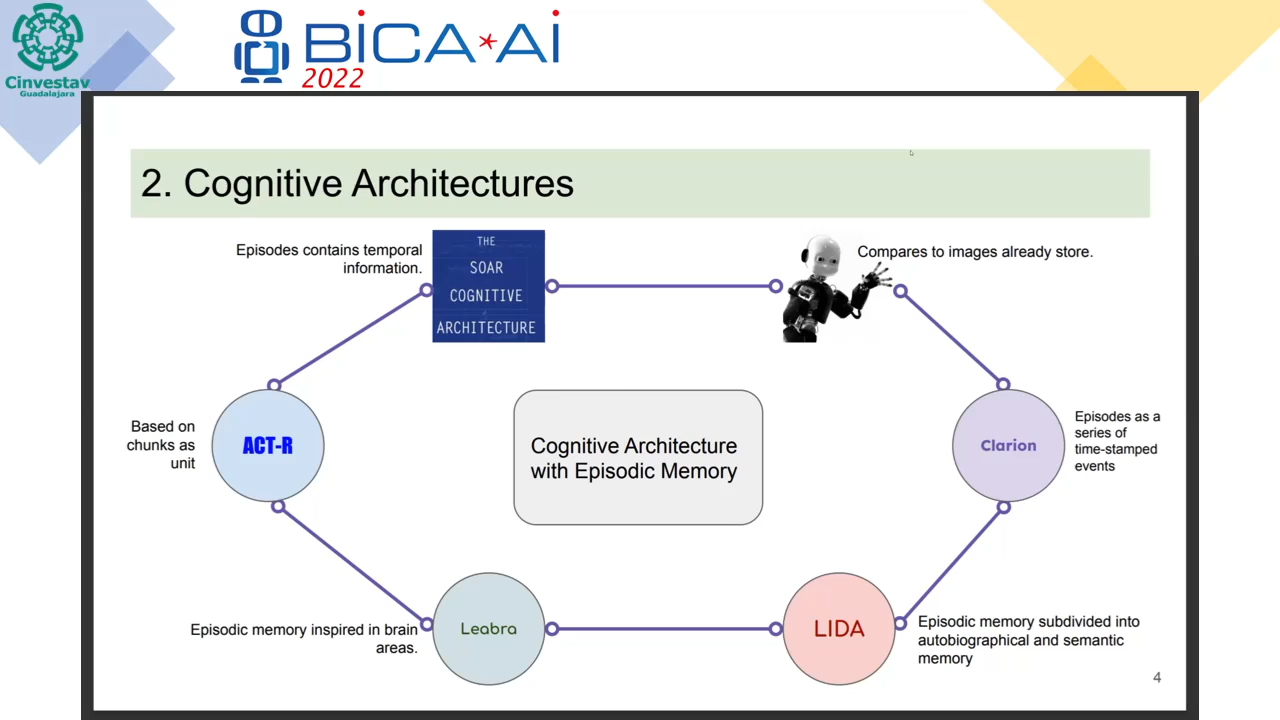 Cinvestav
Guadalajara
BiCA*Ai
2022
2. Cognitive Architectures
Episodes contains temporal
information.
THE
SOAR
COGNITIVE
ARCHITECTURE
Compares to images already store.
Based on
chunks as
unit
ACT-R
Cognitive Architecture
with Episodic Memory
Clarion
Episodes as a
series of
time-stamped
events
Episodic memory inspired in brain
areas.
Leabra
LIDA
Episodic memory subdivided into
autobiographical and semantic
memory
4